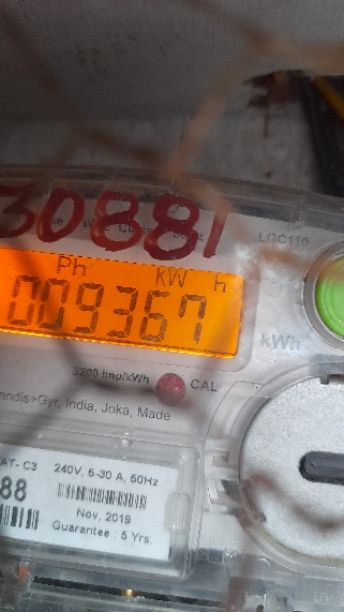 30881
LGC110
Ph kW h
009367
kWh
3200 imp/kWh CAL
andis+Gyr, India, Joka, Made
AT- C3 240V, 5-30 A, 50Hz
88
Nov, 2019
Guarantee : 5 Yrs.